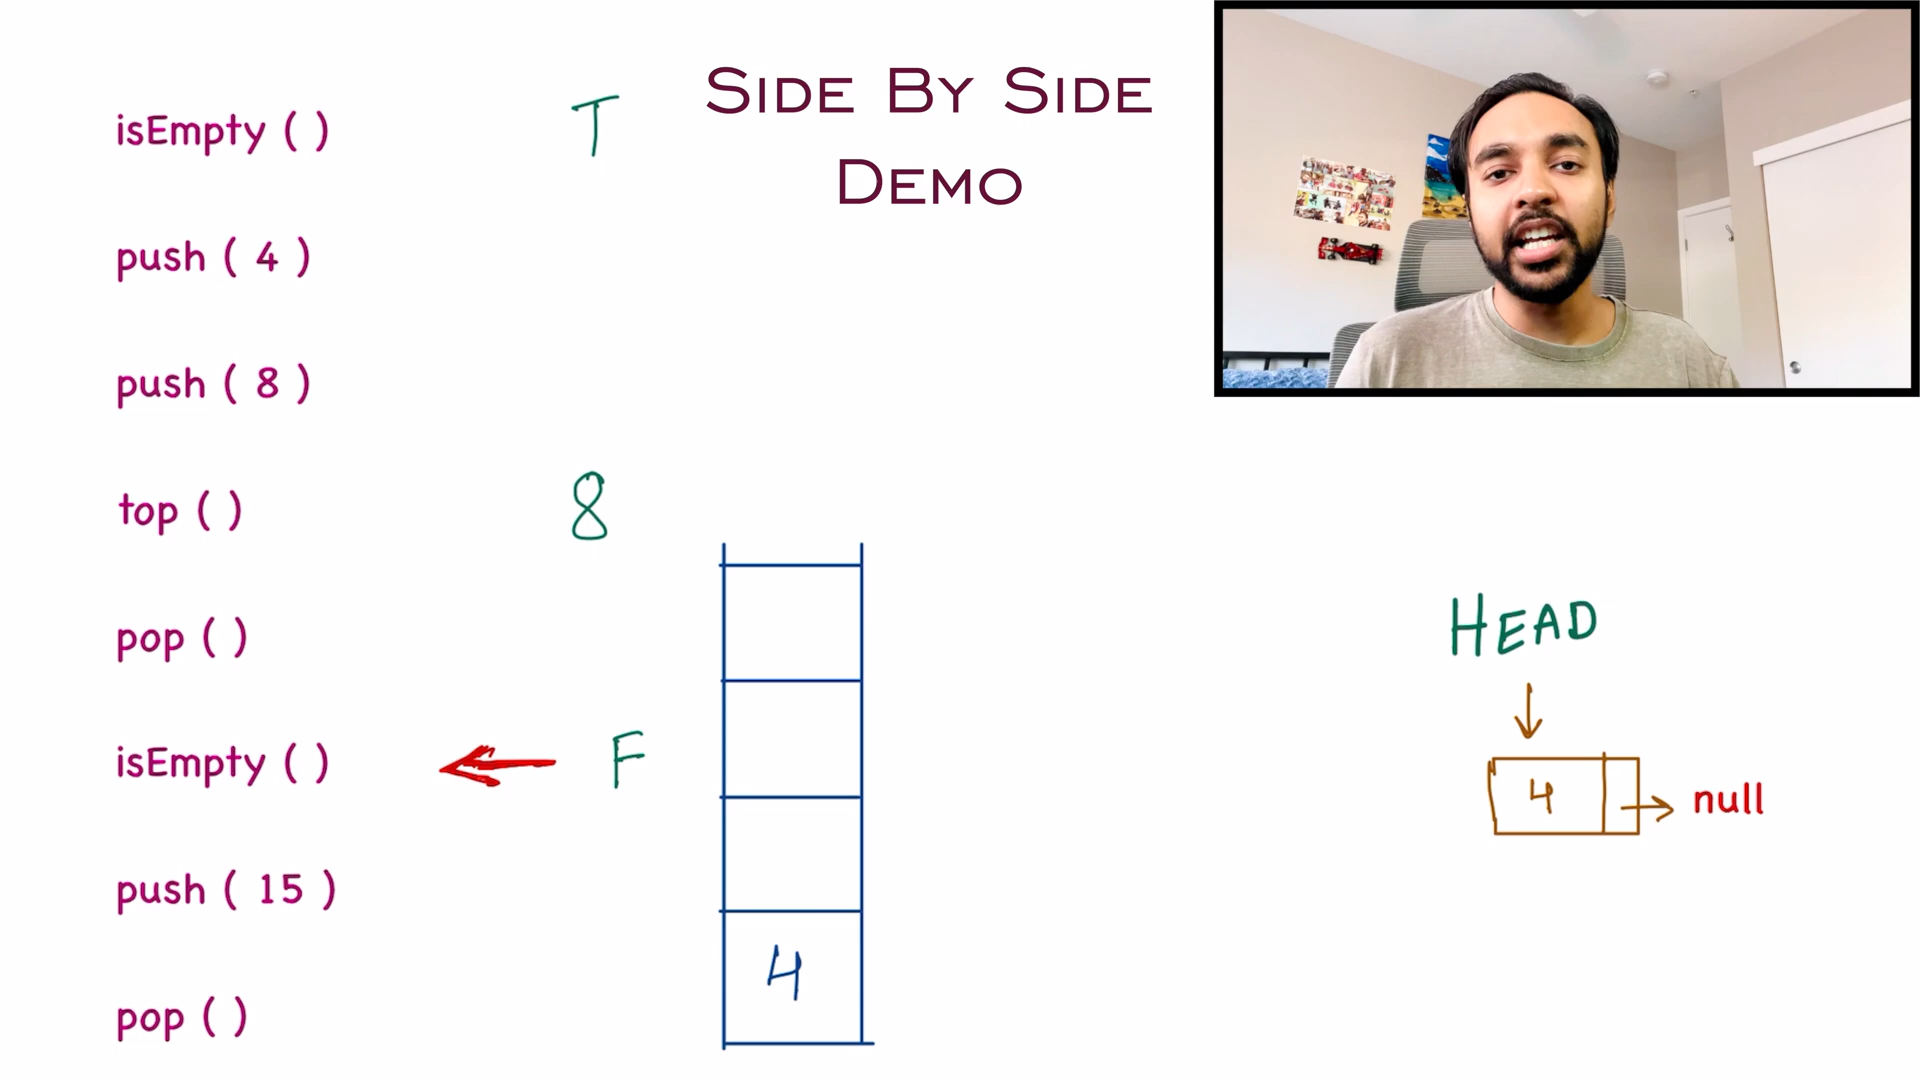 SIDE BY SIDE
DEMO
isEmpty ( ) T
push ( 4 )
push ( 8 )
top ( ) 8
pop ( )
isEmpty ( ) F
push ( 15 )
pop ( )
4
HEAD
4 null